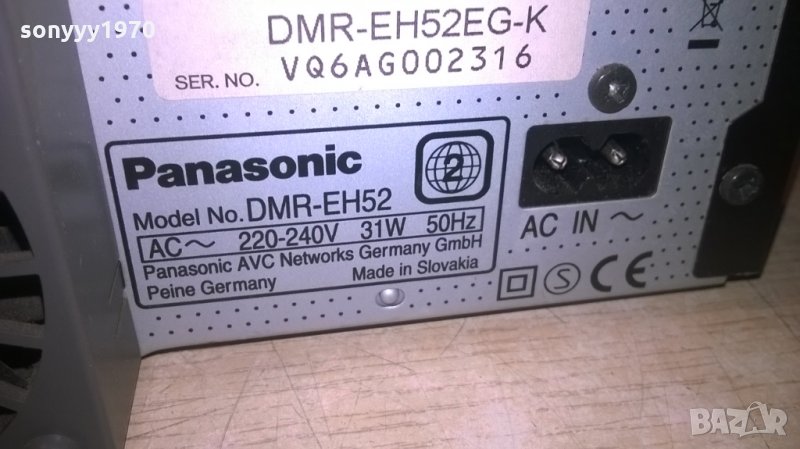 sonyyy1970
DMR-EH52EG-K
SER. NO. VQ6AG002316
Panasonic
2
Model No. DMR-EH52
AC～ 220-240V 31W 50Hz
Panasonic AVC Networks Germany GmbH
Peine Germany Made in Slovakia
AC IN ～
S CE
BAZAR